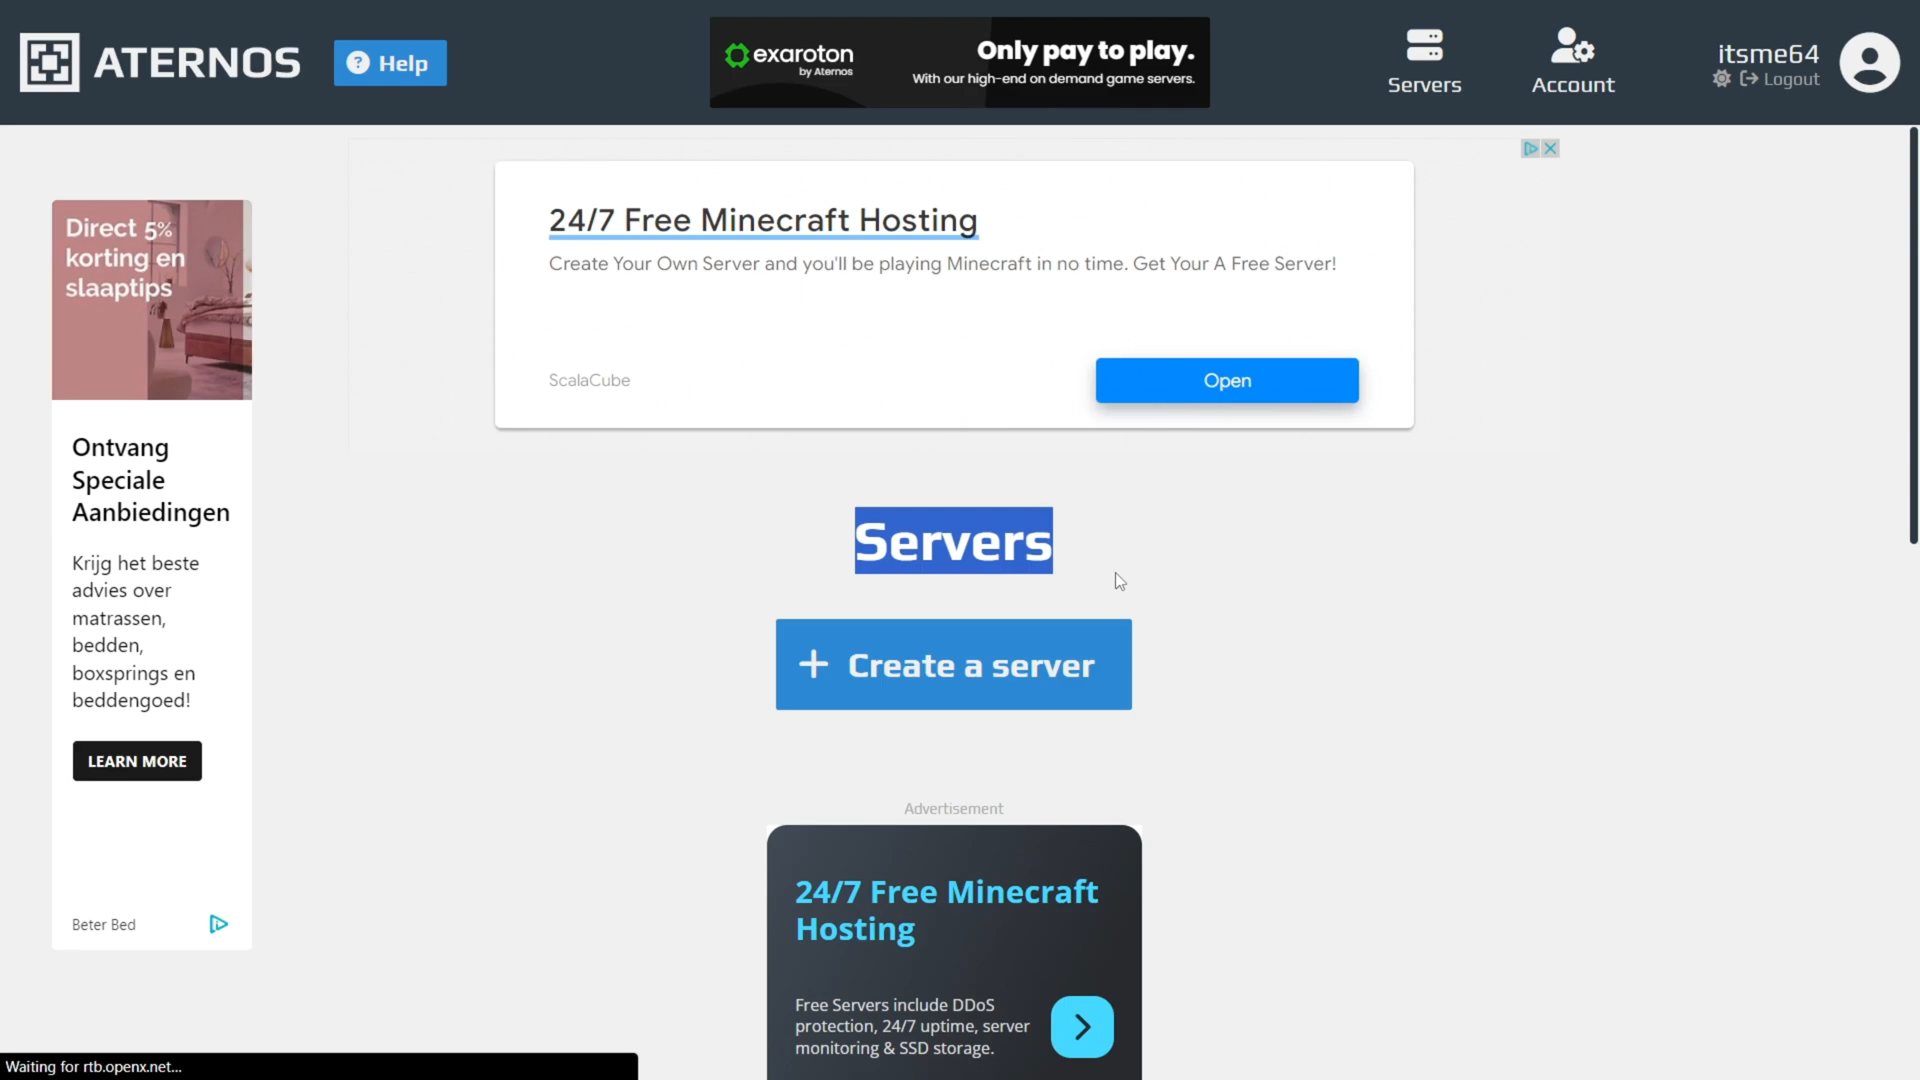 ATERNOS
? Help
exaroton
by Aternos
Only pay to play.
With our high-end on demand game servers.
Servers
Account
itsme64
Logout
24/7 Free Minecraft Hosting
Create Your Own Server and you'll be playing Minecraft in no time. Get Your A Free Server!
ScalaCube
Open
Direct 5%
korting en
slaaptips
Ontvang
Speciale
Aanbiedingen
Krijg het beste
advies over
matrassen,
bedden,
boxsprings en
beddengoed!
LEARN MORE
Beter Bed
Servers
+ Create a server
Advertisement
24/7 Free Minecraft
Hosting
Free Servers include DDoS
protection, 24/7 uptime, server
monitoring & SSD storage.
Waiting for rtb.openx.net...